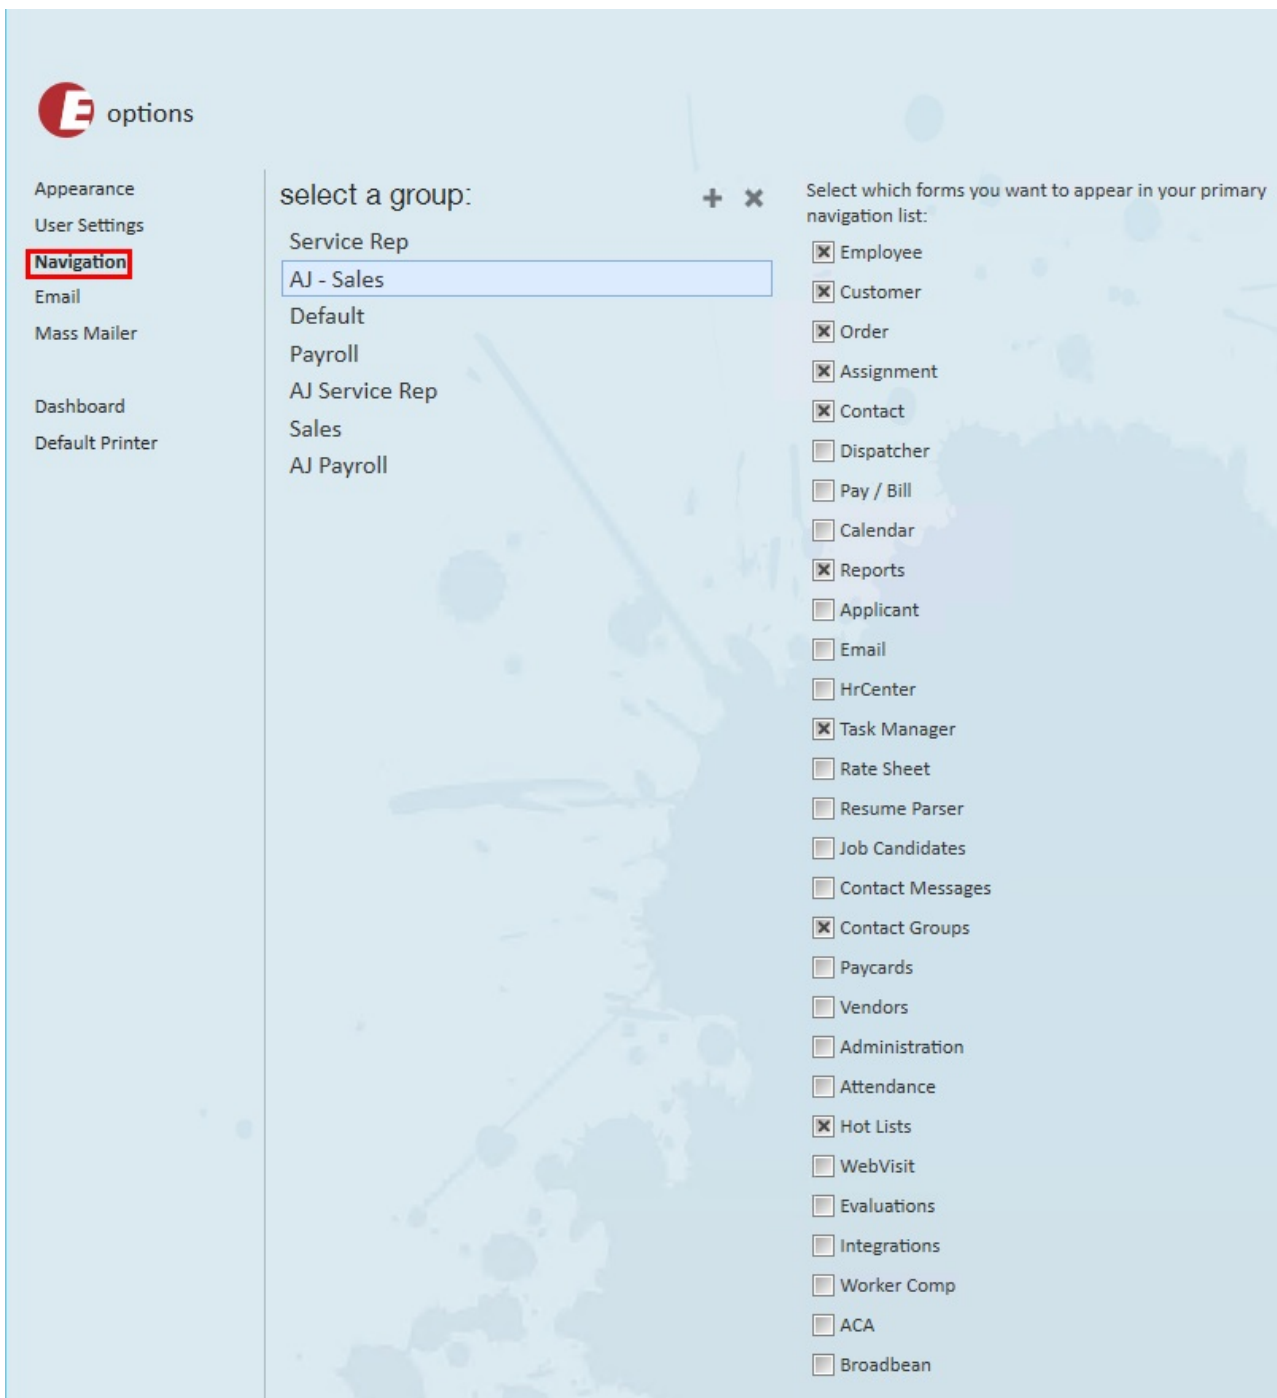 E options
Appearance
User Settings
Navigation
Email
Mass Mailer
Dashboard
Default Printer
select a group:
Service Rep
AJ - Sales
Default
Payroll
AJ Service Rep
Sales
AJ Payroll
Select which forms you want to appear in your primary
navigation list:
Employee
Customer
Order
Assignment
Contact
Dispatcher
Pay / Bill
Calendar
Reports
Applicant
Email
HrCenter
Task Manager
Rate Sheet
Resume Parser
Job Candidates
Contact Messages
Contact Groups
Paycards
Vendors
Administration
Attendance
Hot Lists
WebVisit
Evaluations
Integrations
Worker Comp
ACA
Broadbean